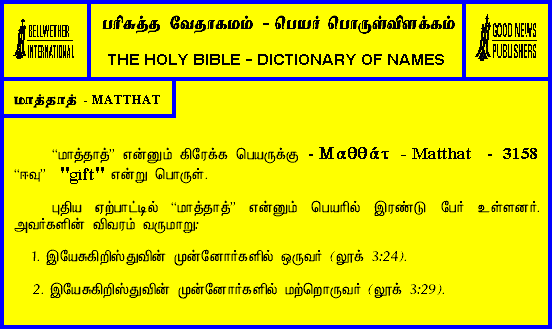 BELLWETHER
INTERNATIONAL
பரிசுத்த வேதாகமம் - பெயர் பொருள்விளக்கம்
THE HOLY BIBLE - DICTIONARY OF NAMES
GOOD NEWS
PUBLISHERS
மாத்தாத் - MATTHAT
“மாத்தாத்” என்னும் கிரேக்க பெயருக்கு - Μαθθάτ - Matthat - 3158
“ஈவு” "gift" என்று பொருள்.
புதிய ஏற்பாட்டில் “மாத்தாத்” என்னும் பெயரில் இரண்டு பேர் உள்ளனர்.
அவர்களின் விவரம் வருமாறு:
1. இயேசுகிறிஸ்துவின் முன்னோர்களில் ஒருவர் (லூக் 3:24).
2. இயேசுகிறிஸ்துவின் முன்னோர்களில் மற்றொருவர் (லூக் 3:29).